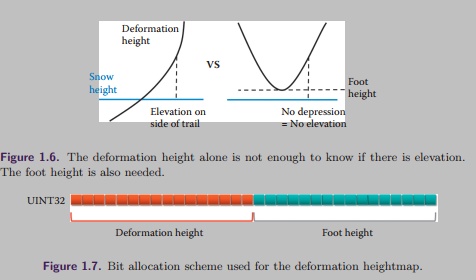 Deformation
height
VS
Snow
height
Foot
height
Elevation on
side of trail
No depression
= No elevation
Figure 1.6. The deformation height alone is not enough to know if there is elevation.
The foot height is also needed.
UINT32
Deformation height
Foot height
Figure 1.7. Bit allocation scheme used for the deformation heightmap.